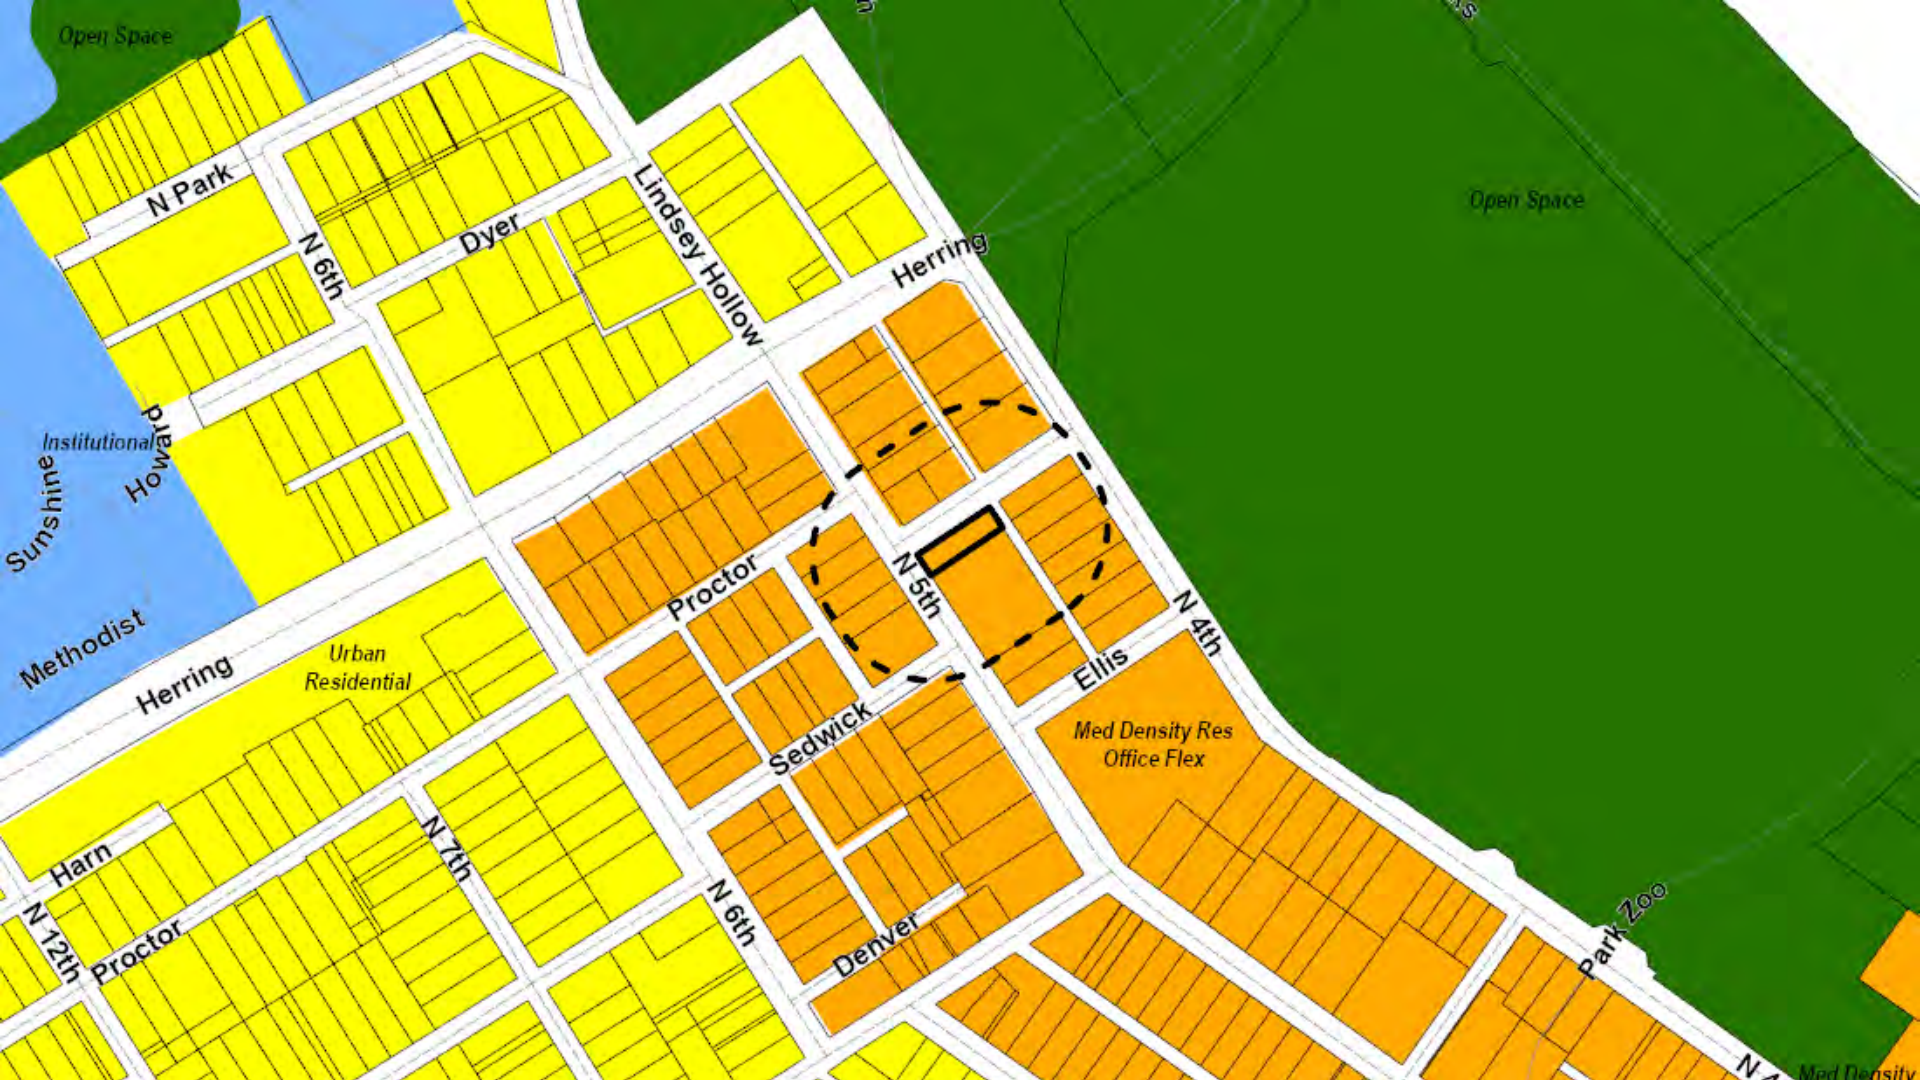 Open Space
N Park
N 6th
Dyer
Lindsey Hollow
Herring
Open Space
Institutional
Howard
Sunshine
Methodist
Herring
Urban
Residential
Proctor
N 5th
N 4th
Ellis
Sedwick
Med Density Res
Office Flex
Harn
N 7th
N 12th
Proctor
N 6th
Denver
Park Zoo
Med Density